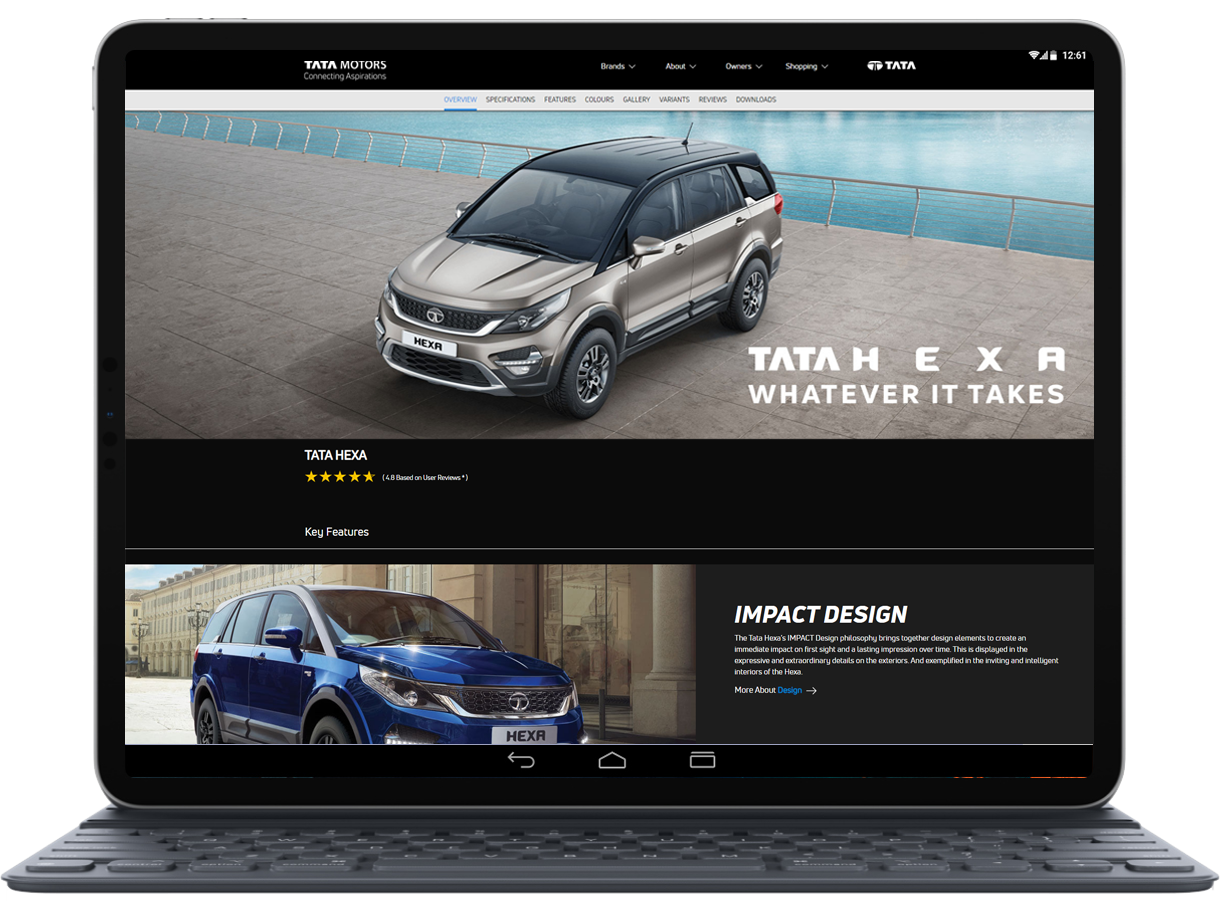 TATA MOTORS
Connecting Aspirations
Brands
About
Owners
Shopping
TATA
12:61
OVERVIEW SPECIFICATIONS FEATURES COLOURS GALLERY VARIANTS REVIEWS DOWNLOADS
HEXA
TATA HEXA
WHATEVER IT TAKES
TATA HEXA
( 4.8 Based on User Reviews * )
Key Features
HEXA
IMPACT DESIGN
The Tata Hexa's IMPACT Design philosophy brings together design elements to create an
immediate impact on first sight and a lasting impression over time. This is displayed in the
expressive and extraordinary details on the exteriors. And exemplified in the inviting and intelligent
interiors of the Hexa.
More About Design →